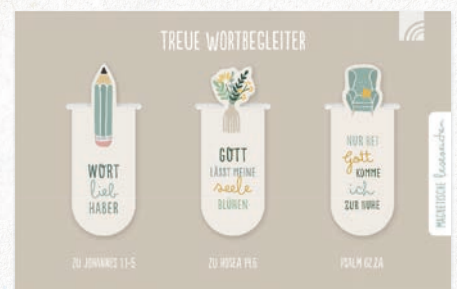 TREUE WORTBEGLEITER
WORT
lieb
HABER
GOTT
LÄSST MEINE
seele
BLÜHEN
NUR BEI
Gott
KOMME
ich
ZUR RUHE
MAGNETISCHE Lesezeichen
ZU JOHANNES 1,1-5
ZU HOSEA 14,6
PSALM 62,2A